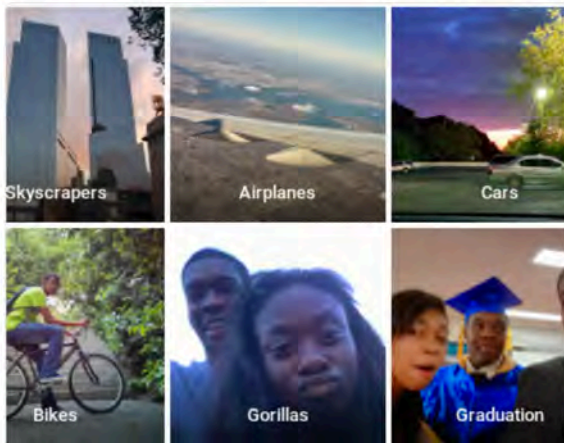 Skyscrapers
Airplanes
Cars
Bikes
Gorillas
Graduation